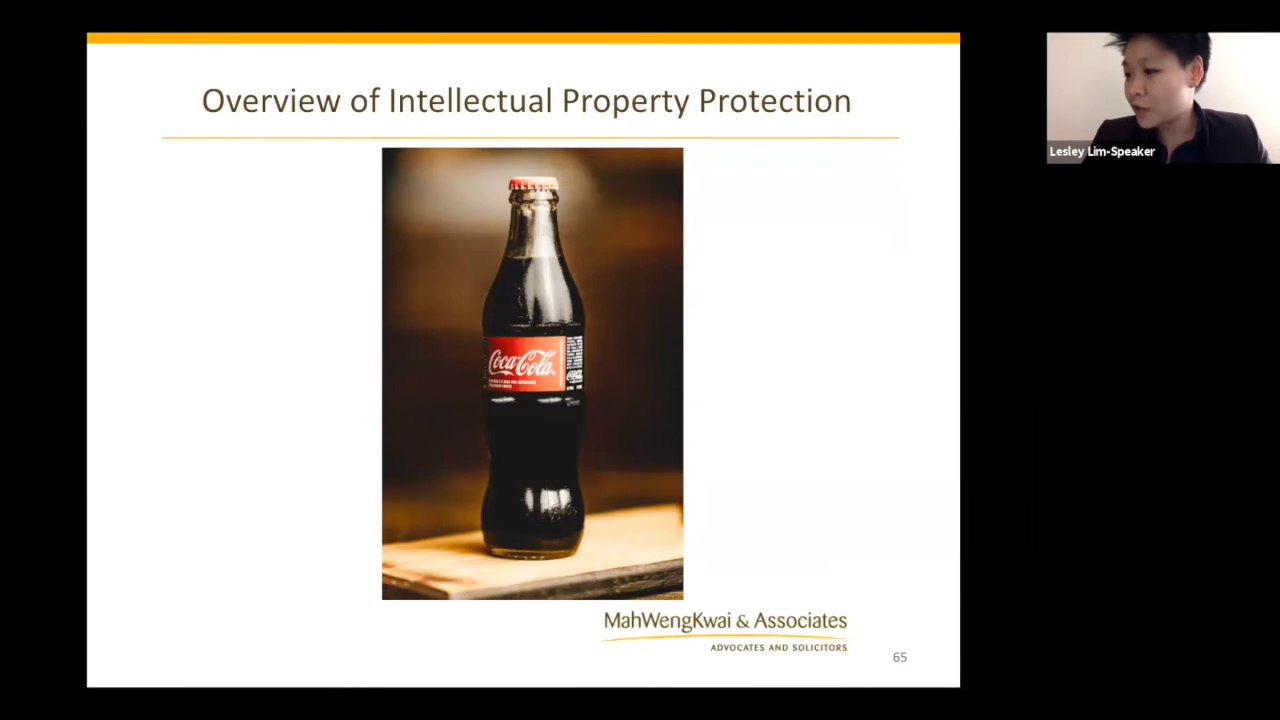 Overview of Intellectual Property Protection
Coca-Cola
MahWengKwai & Associates
ADVOCATES AND SOLICITORS
65
Lesley Lim-Speaker